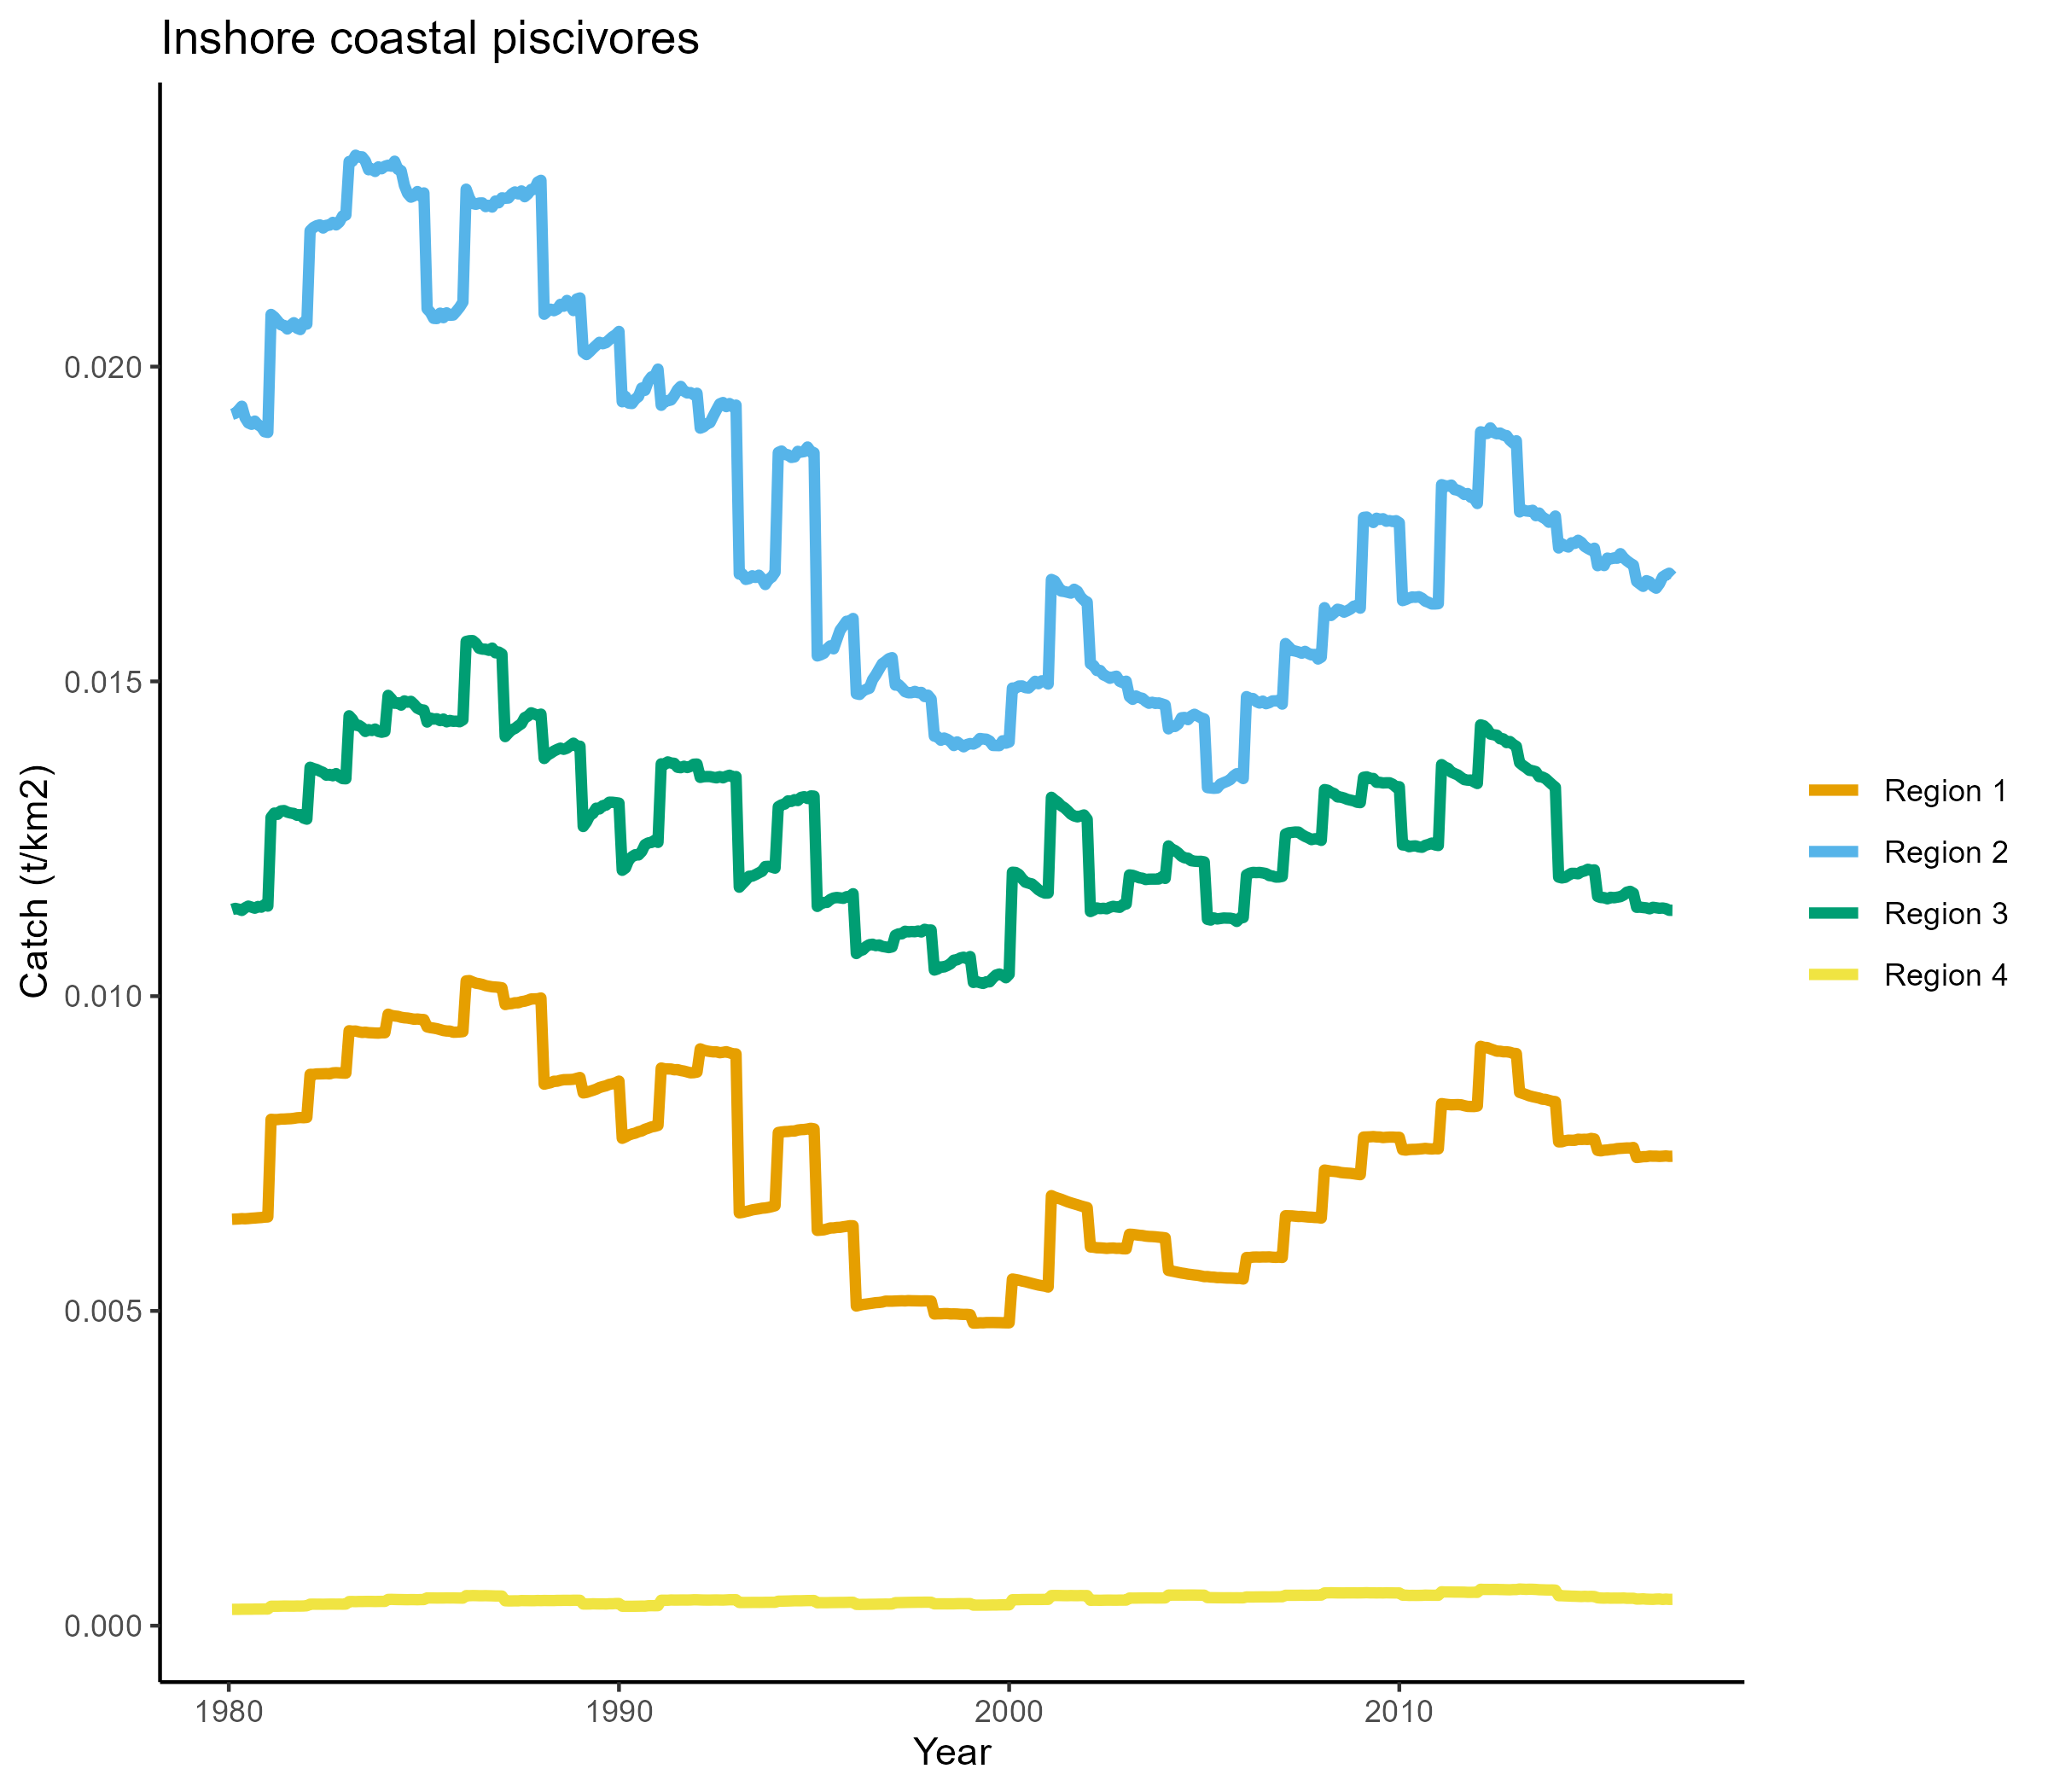 Inshore coastal piscivores
Catch (t/km2)
0.020
0.015
0.010
0.005
0.000
1980 1990 2000 2010
Year
Region 1
Region 2
Region 3
Region 4